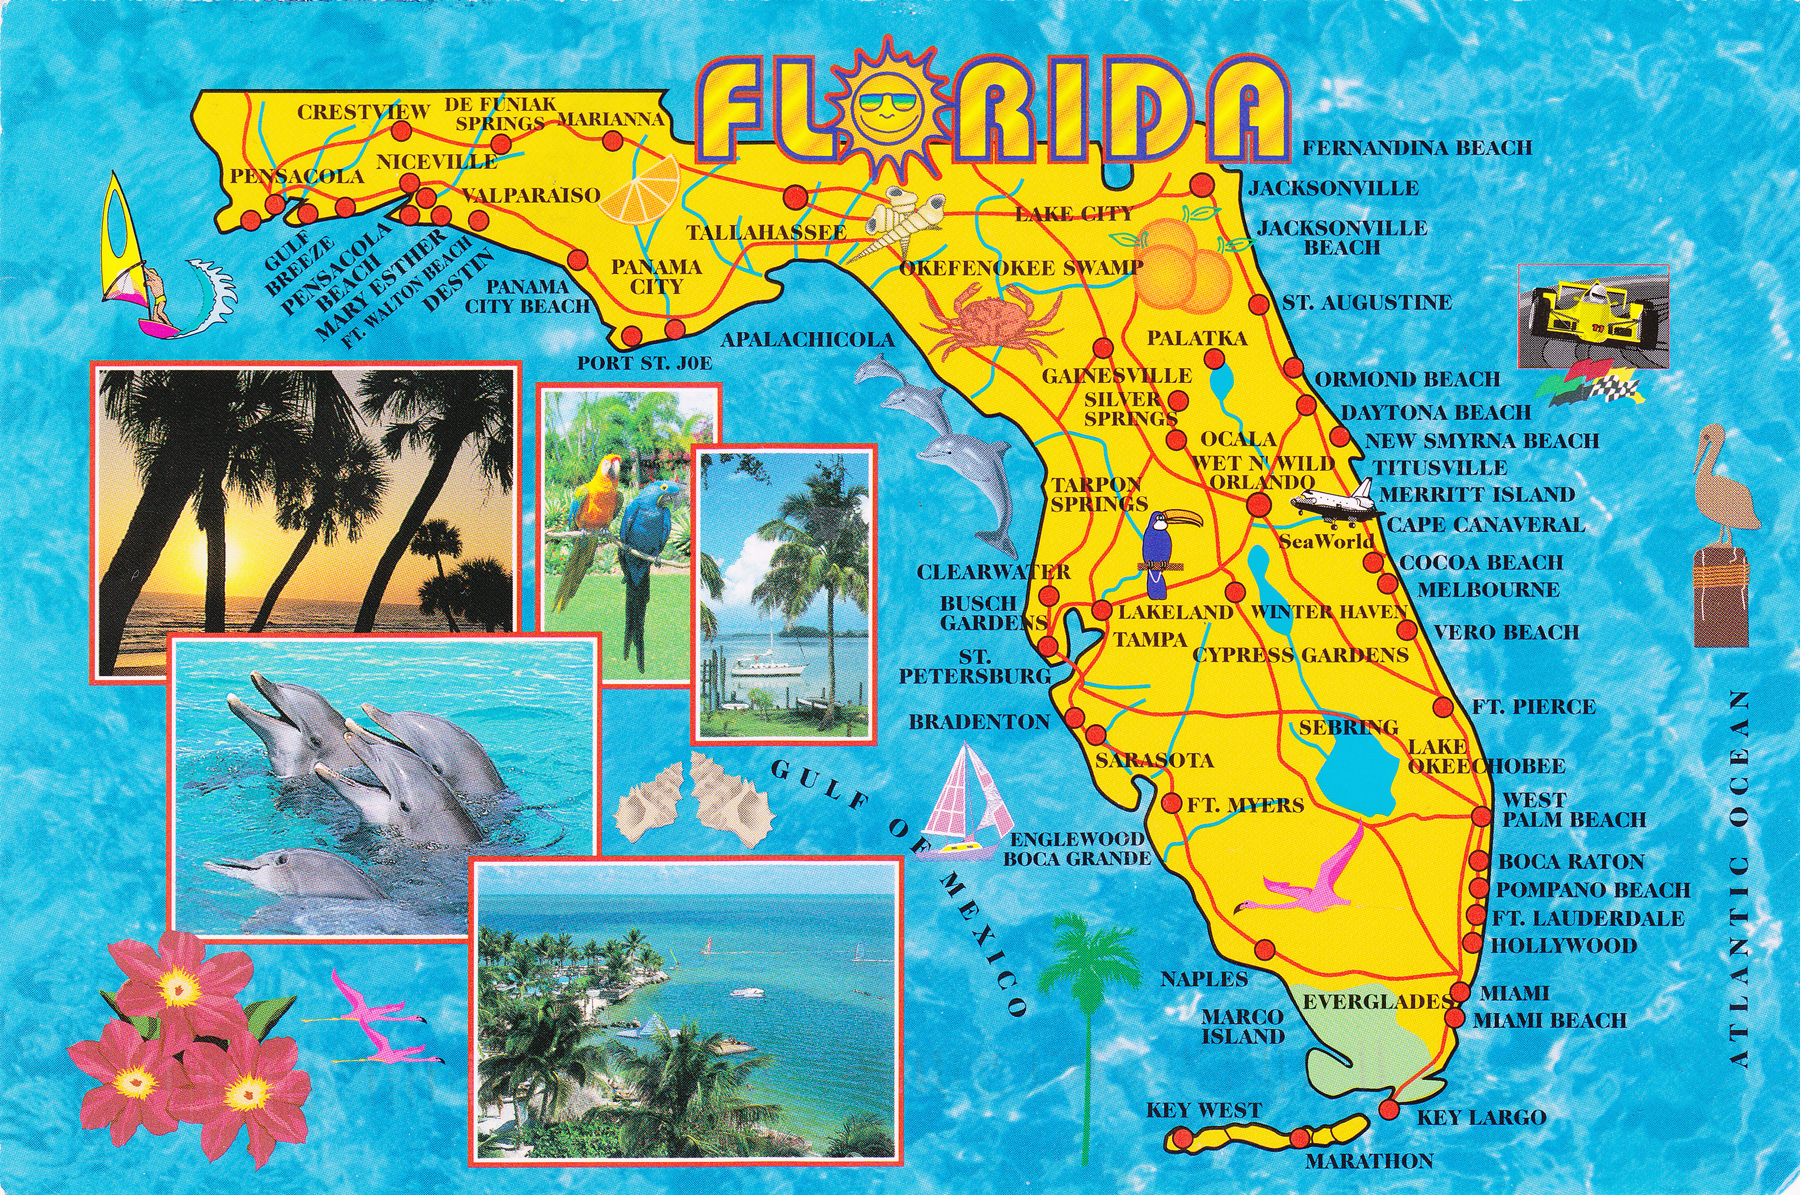 FLORIDA
CRESTVIEW
DE FUNIAK
SPRINGS
MARIANNA
NICEVILLE
PENSACOLA
VALPARAISO
GULF
BREEZE
PENSACOLA
BEACH
MARY ESTHER
FT. WALTON BEACH
DESTIN
PANAMA
CITY BEACH
PANAMA
CITY
TALLAHASSEE
PORT ST. JOE
APALACHICOLA
LAKE CITY
OKEFENOKEE SWAMP
FERNANDINA BEACH
JACKSONVILLE
JACKSONVILLE
BEACH
ST. AUGUSTINE
PALATKA
GAINESVILLE
SILVER
SPRINGS
OCALA
WET N' WILD
ORLANDO
ORMOND BEACH
DAYTONA BEACH
NEW SMYRNA BEACH
TITUSVILLE
MERRITT ISLAND
CAPE CANAVERAL
SeaWorld
COCOA BEACH
MELBOURNE
TARPON
SPRINGS
CLEARWATER
BUSCH
GARDENS
LAKELAND
WINTER HAVEN
VERO BEACH
TAMPA
CYPRESS GARDENS
ST.
PETERSBURG
BRADENTON
SARASOTA
SEBRING
FT. PIERCE
LAKE
OKEECHOBEE
FT. MYERS
WEST
PALM BEACH
ENGLEWOOD
BOCA GRANDE
BOCA RATON
POMPANO BEACH
FT. LAUDERDALE
HOLLYWOOD
NAPLES
EVERGLADES
MIAMI
MIAMI BEACH
MARCO
ISLAND
KEY WEST
KEY LARGO
MARATHON
GULF OF MEXICO
ATLANTIC OCEAN
11